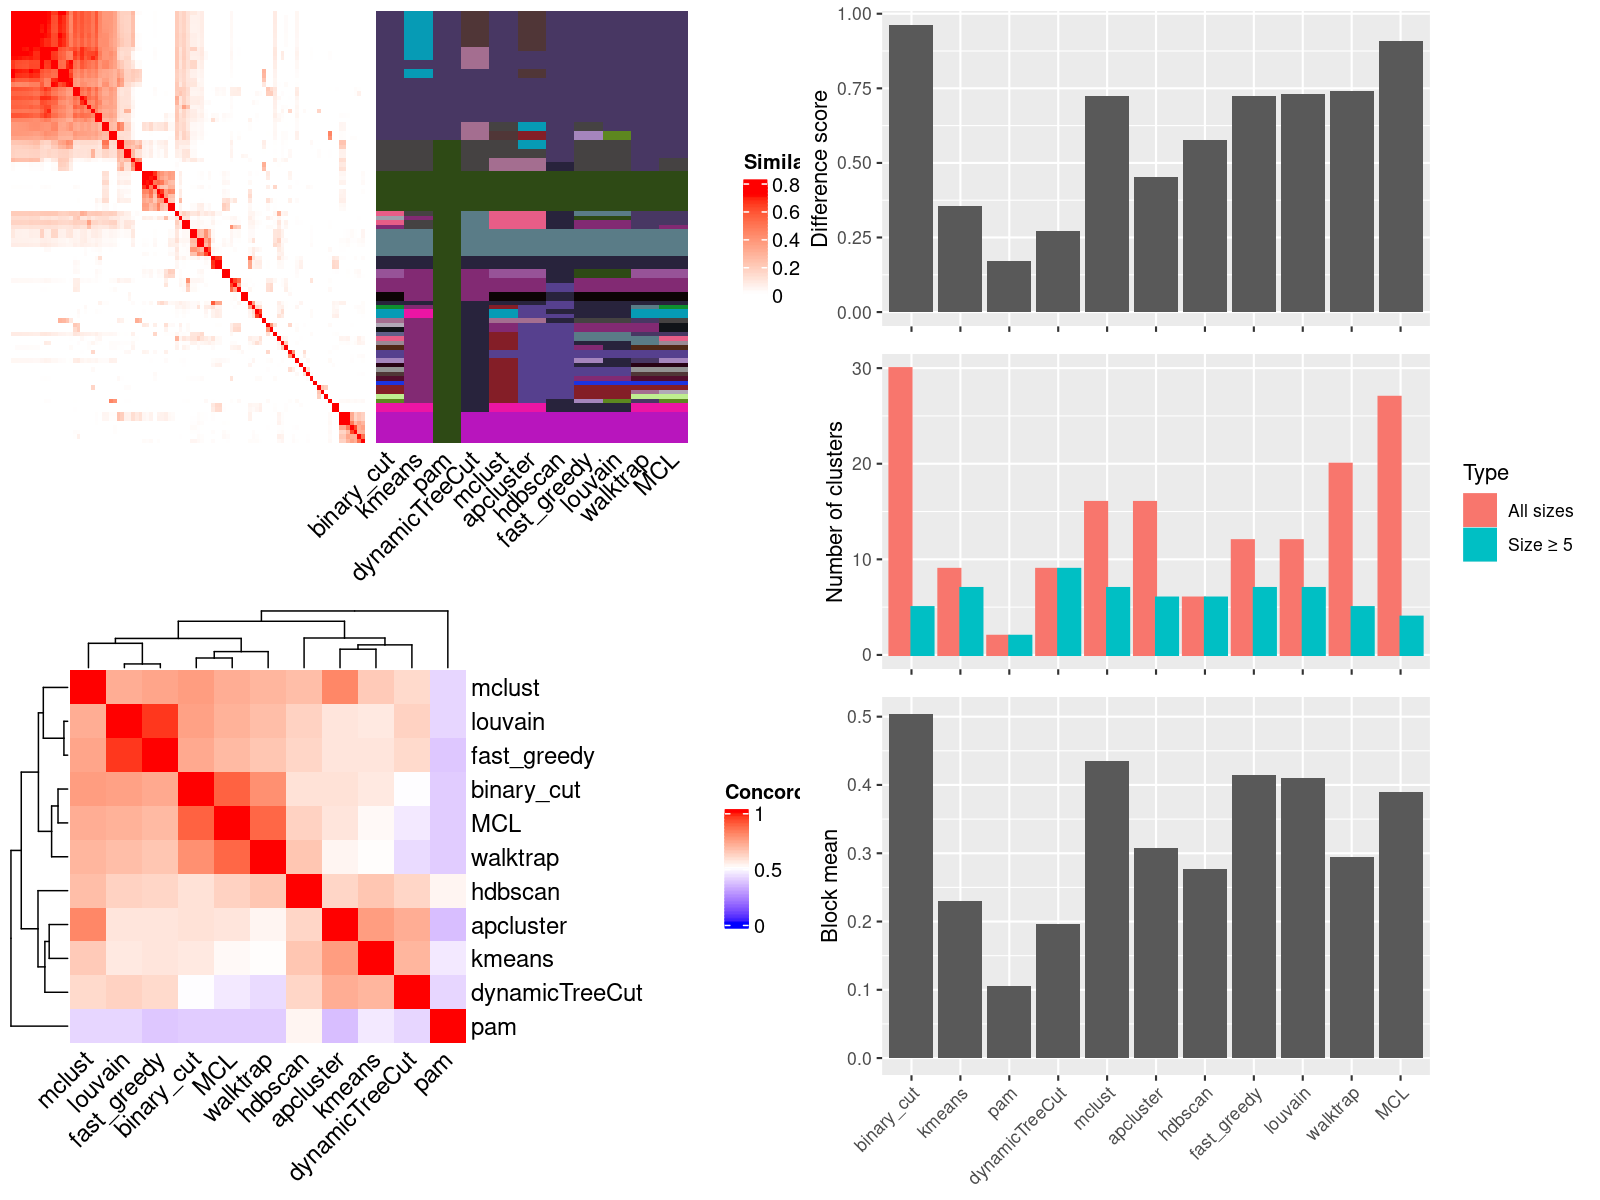 Simila
0.8
0.6
0.4
0.2
0
binary_cut
kmeans
pam
dynamicTreeCut
mclust
apcluster
hdbscan
fast_greedy
louvain
walktrap
MCL
mclust
louvain
fast_greedy
binary_cut
MCL
walktrap
hdbscan
apcluster
kmeans
dynamicTreeCut
pam
mclust
louvain
fast_greedy
binary_cut
MCL
walktrap
hdbscan
apcluster
kmeans
dynamicTreeCut
pam
Concord
1
0.5
0
Difference score
1.00
0.75
0.50
0.25
0.00
Number of clusters
30
20
10
0
Type
All sizes
Size ≥ 5
Block mean
0.5
0.4
0.3
0.2
0.1
0.0
binary_cut
kmeans
pam
dynamicTreeCut
mclust
apcluster
hdbscan
fast_greedy
louvain
walktrap
MCL